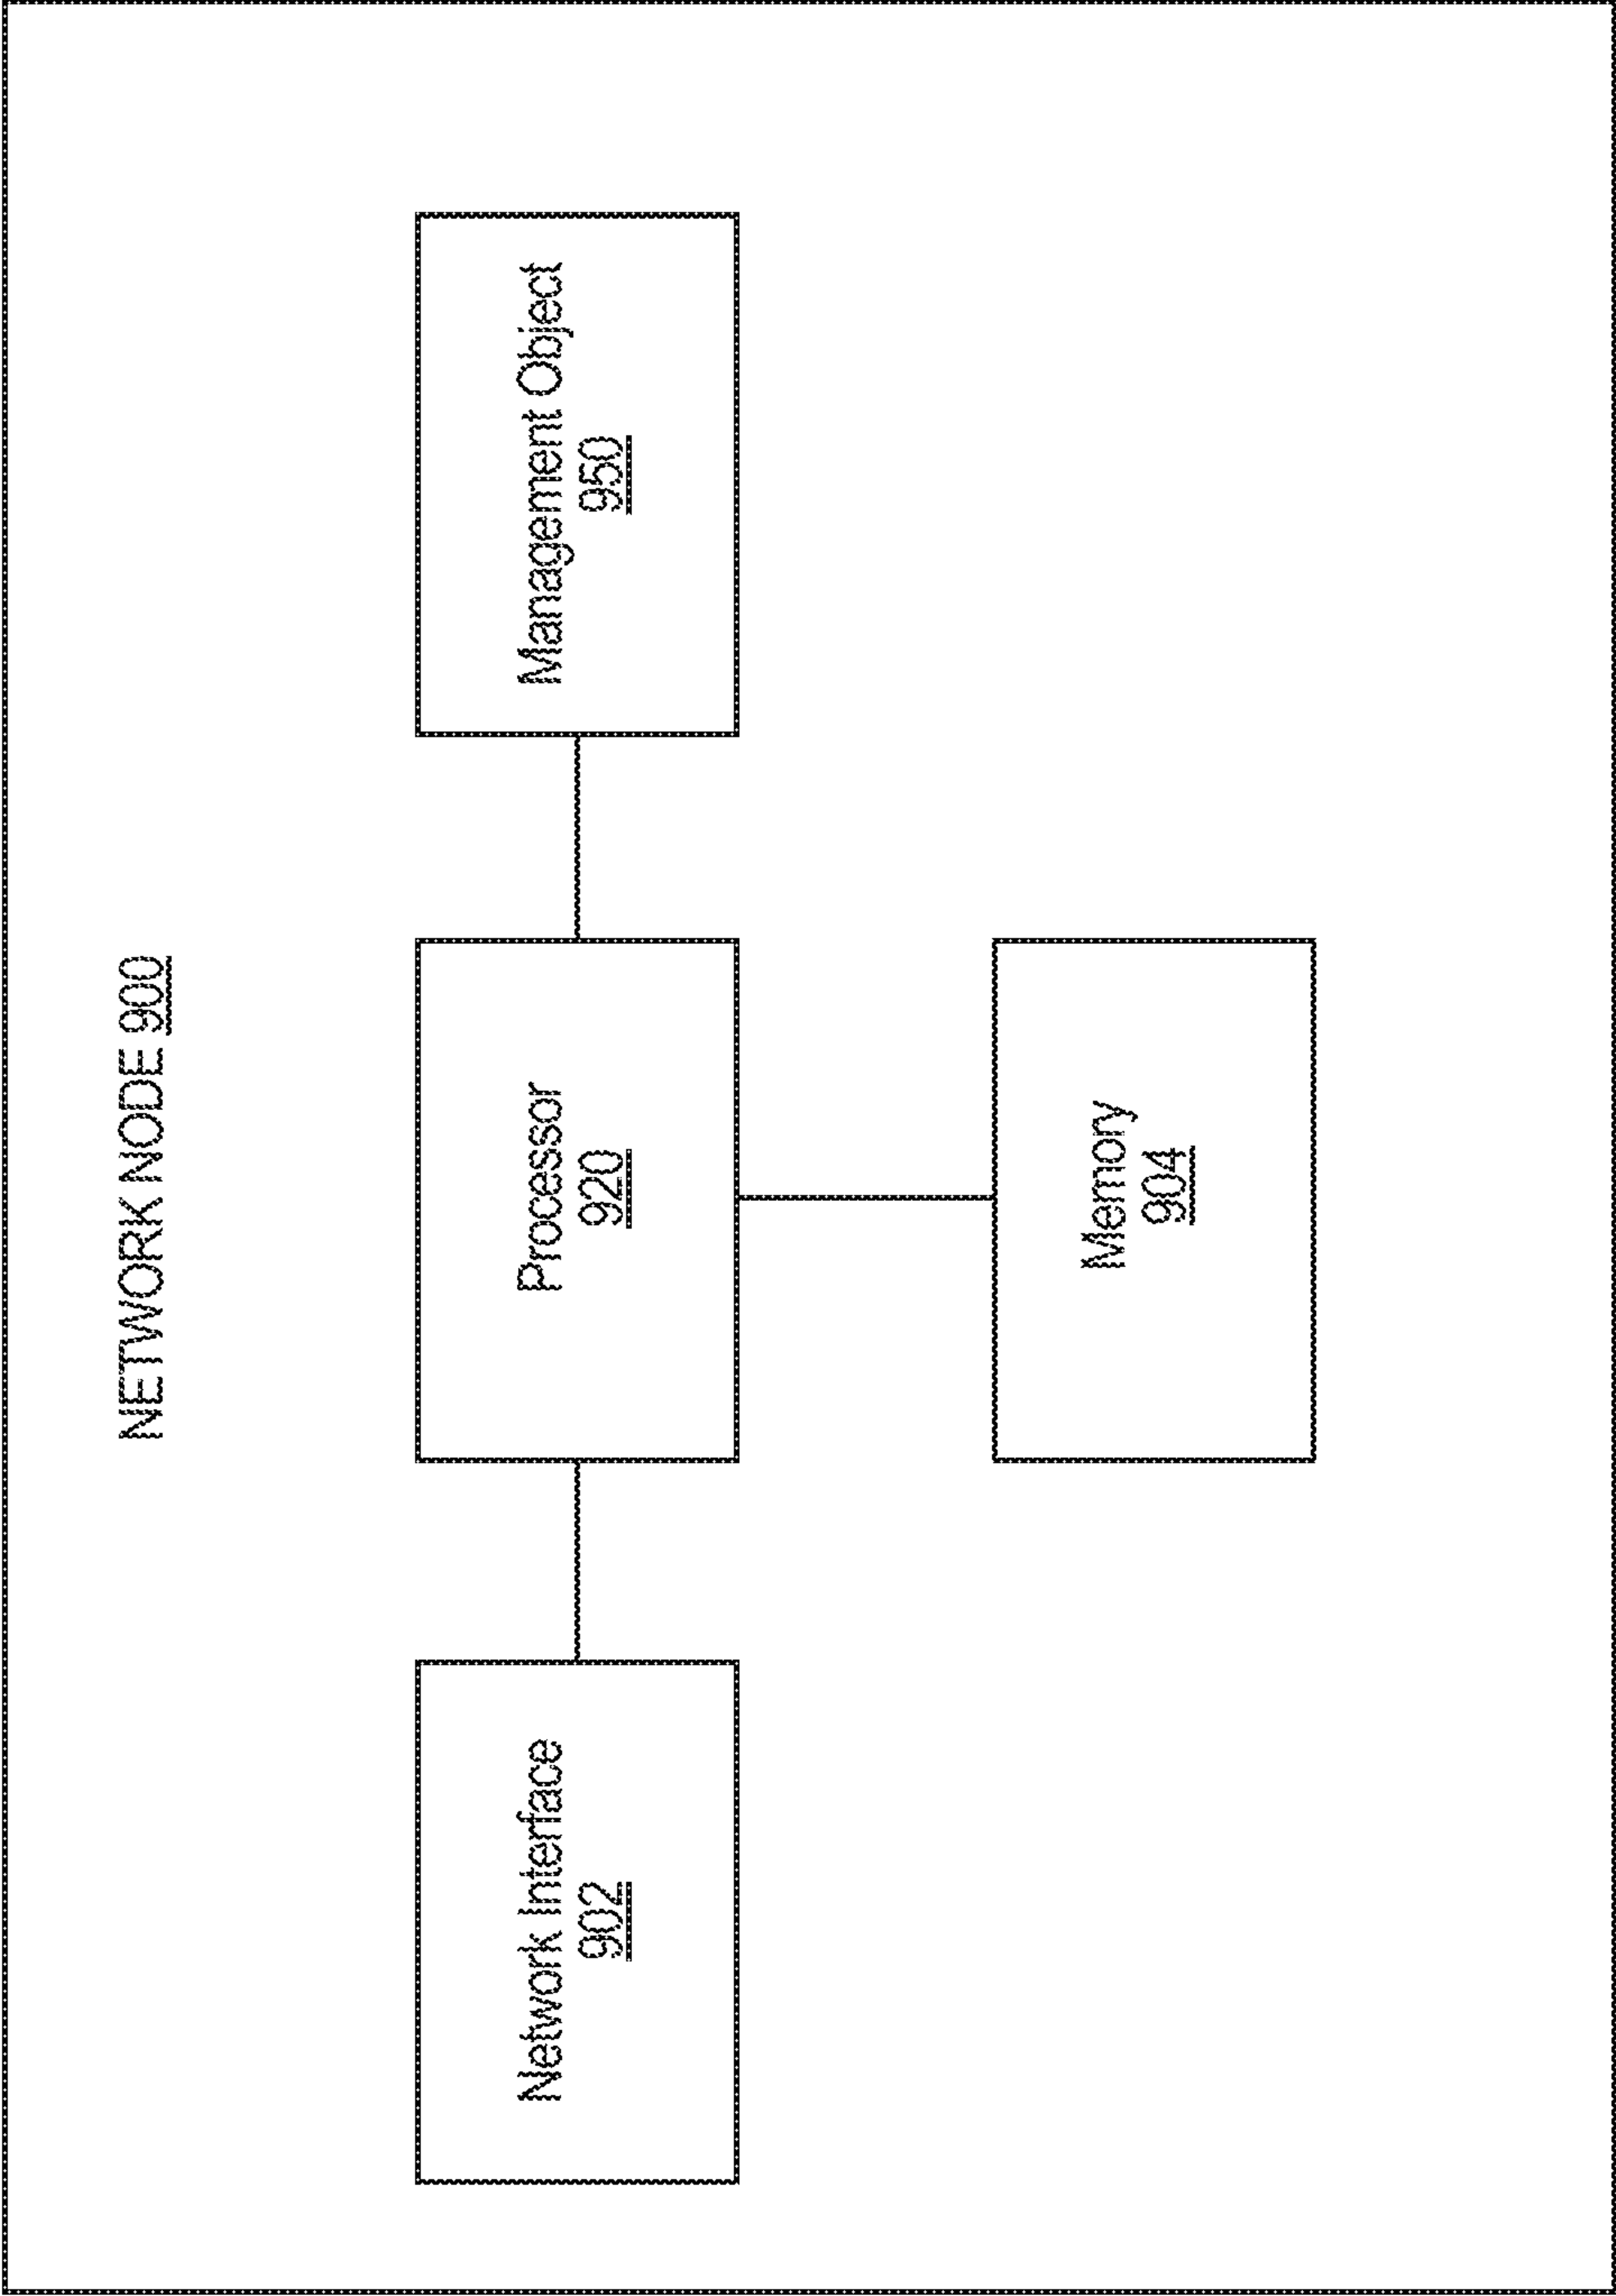 NETWORK NODE 900
Network Interface
902
Processor
920
Management Object
950
Memory
904